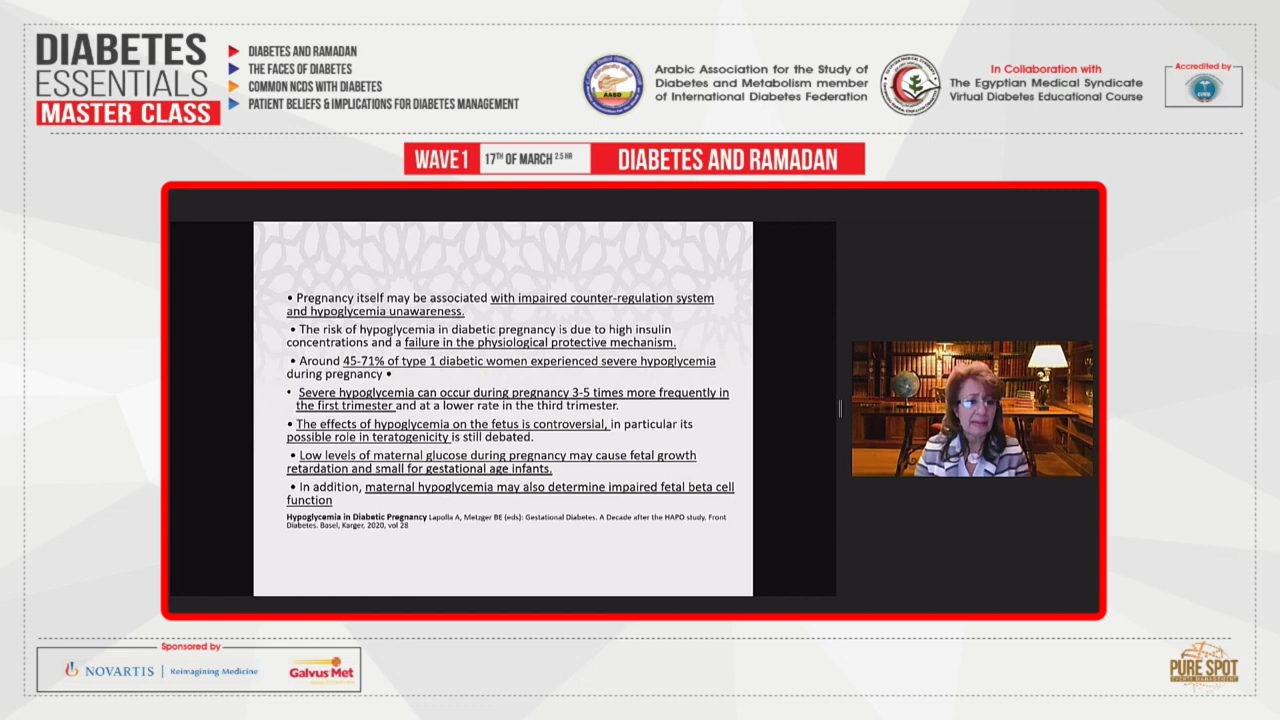 DIABETES
ESSENTIALS
MASTER CLASS
DIABETES AND RAMADAN
THE FACES OF DIABETES
COMMON NCDS WITH DIABETES
PATIENT BELIEFS & IMPLICATIONS FOR DIABETES MANAGEMENT
AASD
Arabic Association for the Study of
Diabetes and Metabolism member
of International Diabetes Federation
In Collaboration with
The Egyptian Medical Syndicate
Virtual Diabetes Educational Course
Accredited by
WAVE1 17TH OF MARCH 2.5 HR DIABETES AND RAMADAN
• Pregnancy itself may be associated with impaired counter-regulation system
and hypoglycemia unawareness.
• The risk of hypoglycemia in diabetic pregnancy is due to high insulin
concentrations and a failure in the physiological protective mechanism.
• Around 45-71% of type 1 diabetic women experienced severe hypoglycemia
during pregnancy •
• Severe hypoglycemia can occur during pregnancy 3-5 times more frequently in
the first trimester and at a lower rate in the third trimester.
• The effects of hypoglycemia on the fetus is controversial, in particular its
possible role in teratogenicity is still debated.
• Low levels of maternal glucose during pregnancy may cause fetal growth
retardation and small for gestational age infants.
• In addition, maternal hypoglycemia may also determine impaired fetal beta cell
function
Hypoglycemia in Diabetic Pregnancy Lapolla A, Metzger BE (eds): Gestational Diabetes. A Decade after the HAPO study. Front
Diabetes. Basel, Karger, 2020, vol 28
Sponsored by
NOVARTIS | Reimagining Medicine
Galvus Met
PURE SPOT
EVENTS MANAGEMENT